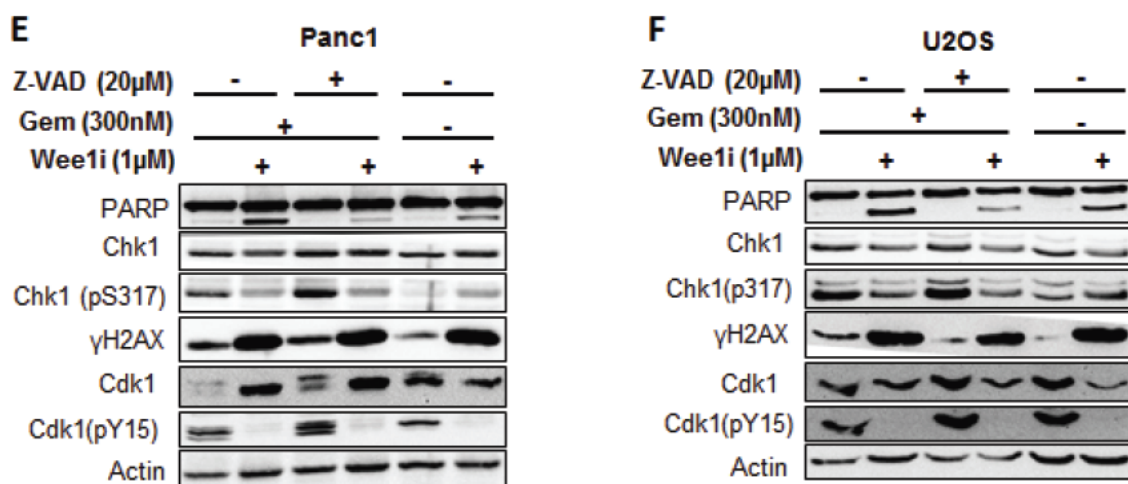 E
Panc1
Z-VAD (20µM) - + -
Gem (300nM) + -
Wee1i (1µM) + + +
PARP
Chk1
Chk1 (pS317)
γH2AX
Cdk1
Cdk1(pY15)
Actin
F
U2OS
Z-VAD (20µM) - + -
Gem (300nM) + -
Wee1i (1µM) + + +
PARP
Chk1
Chk1(p317)
γH2AX
Cdk1
Cdk1(pY15)
Actin